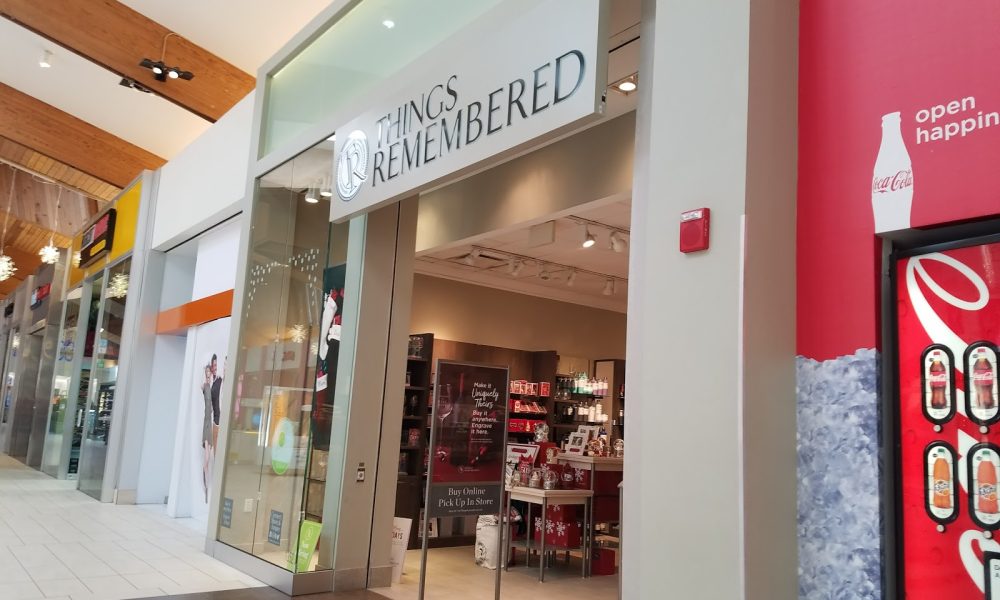 THINGS
REMEMBERED
R
open
happin
Coca-Cola
Make it
Uniquely
Theirs
Buy it
anywhere.
Engrave
it here.
Buy Online
Pick Up In Store
DAYS